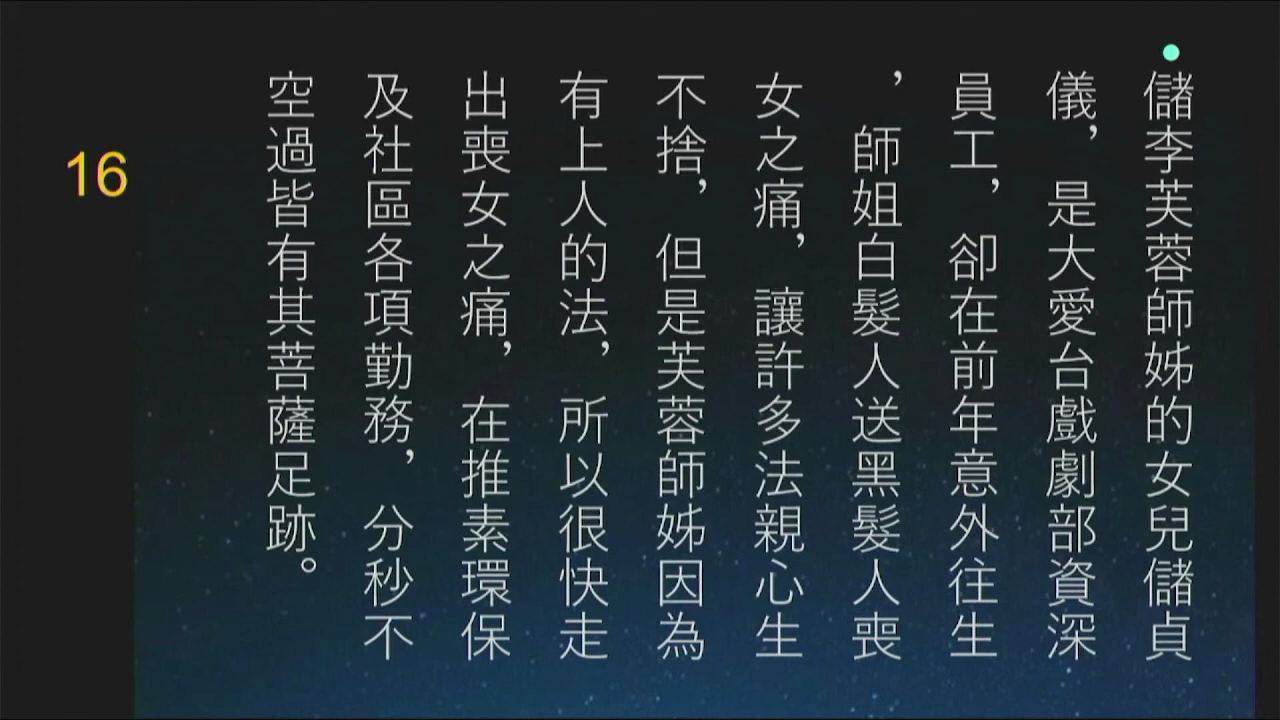 儲李芙蓉師姊的女兒儲貞
儀，是大愛台戲劇部資深
員工，卻在前年意外往生
，師姐白髮人送黑髮人喪
女之痛，讓許多法親心生
不捨，但是芙蓉師姊因為
有上人的法，所以很快走
出喪女之痛，在推素環保
及社區各項勤務，分秒不
空過皆有其菩薩足跡。
16